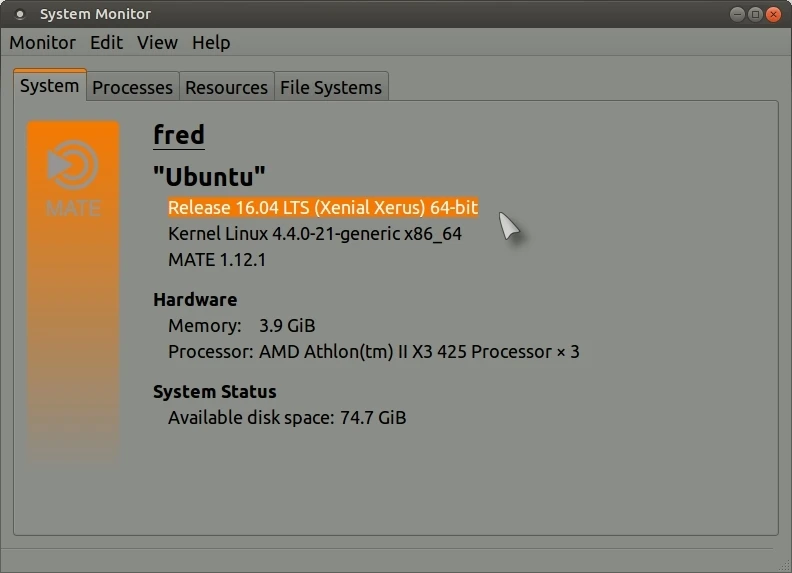 System Monitor
Monitor Edit View Help
System Processes Resources File Systems
MATE
fred
"Ubuntu"
Release 16.04 LTS (Xenial Xerus) 64-bit
Kernel Linux 4.4.0-21-generic x86_64
MATE 1.12.1
Hardware
Memory: 3.9 GiB
Processor: AMD Athlon(tm) II X3 425 Processor × 3
System Status
Available disk space: 74.7 GiB